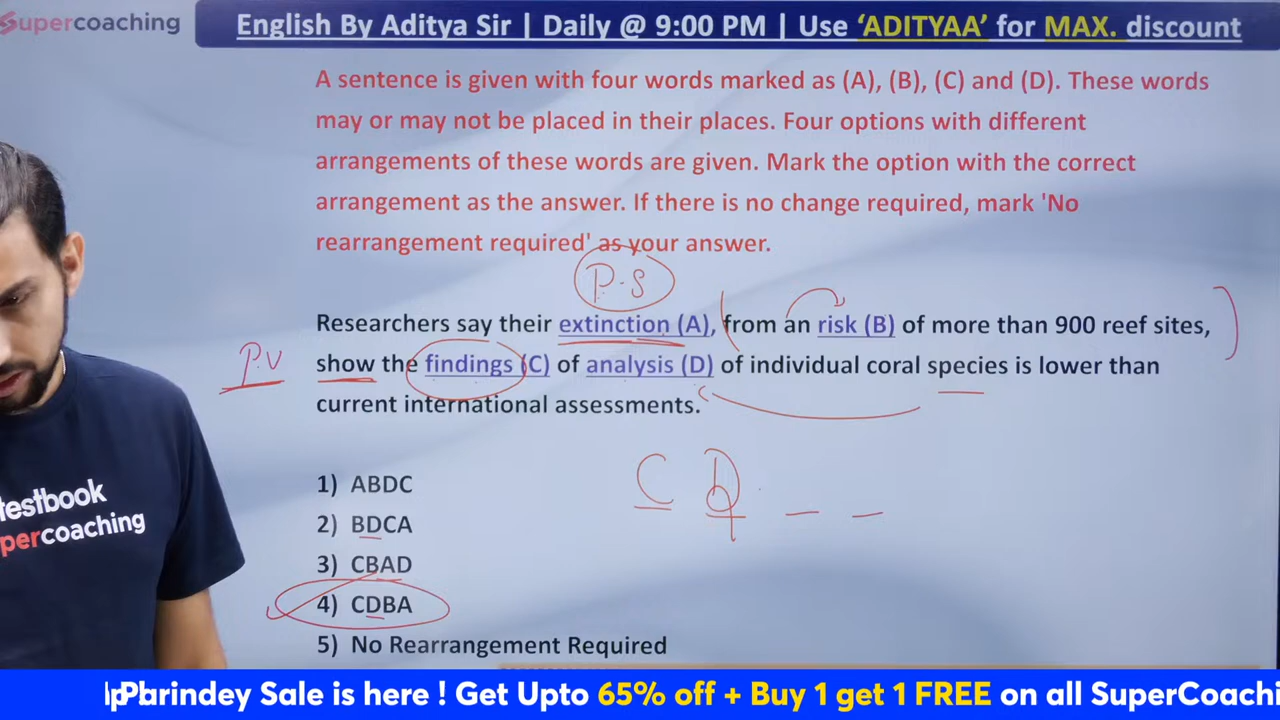 Supercoaching
English By Aditya Sir | Daily @ 9:00 PM | Use ‘ADITYAA’ for MAX. discount
A sentence is given with four words marked as (A), (B), (C) and (D). These words
may or may not be placed in their places. Four options with different
arrangements of these words are given. Mark the option with the correct
arrangement as the answer. If there is no change required, mark 'No
rearrangement required' as your answer.
P.S
Researchers say their extinction (A), from an risk (B) of more than 900 reef sites,
P.V
show the findings (C) of analysis (D) of individual coral species is lower than
current international assessments.
C D
1) ABDC
2) BDCA
3) CBAD
4) CDBA
5) No Rearrangement Required
testbook
percoaching
Parindey Sale is here ! Get Upto 65% off + Buy 1 get 1 FREE on all SuperCoachi